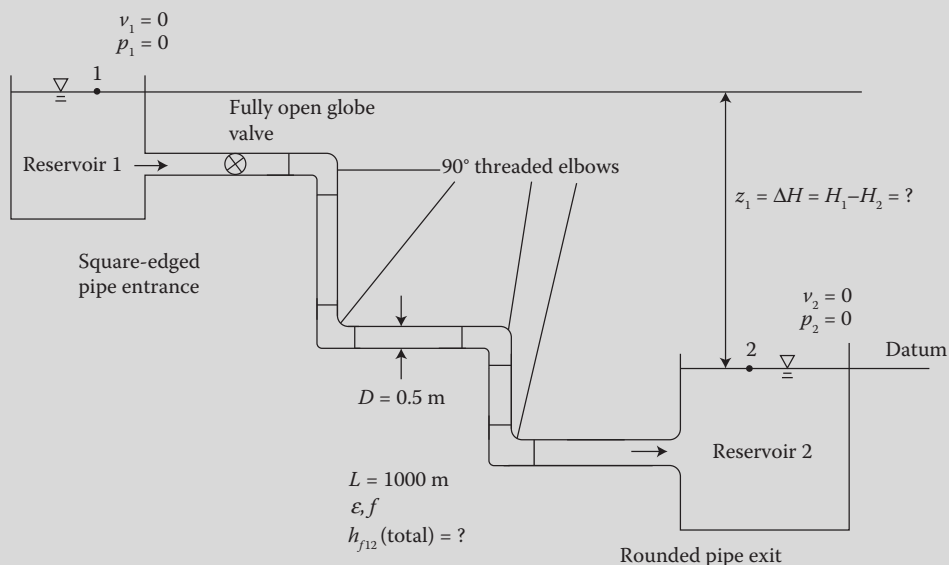 v₁ = 0
p₁ = 0
1
Fully open globe
valve
Reservoir 1
90° threaded elbows
z₁ = ΔH = H₁–H₂ = ?
Square-edged
pipe entrance
v₂ = 0
p₂ = 0
2
Datum
D = 0.5 m
Reservoir 2
L = 1000 m
ε, f
h_f12 (total) = ?
Rounded pipe exit